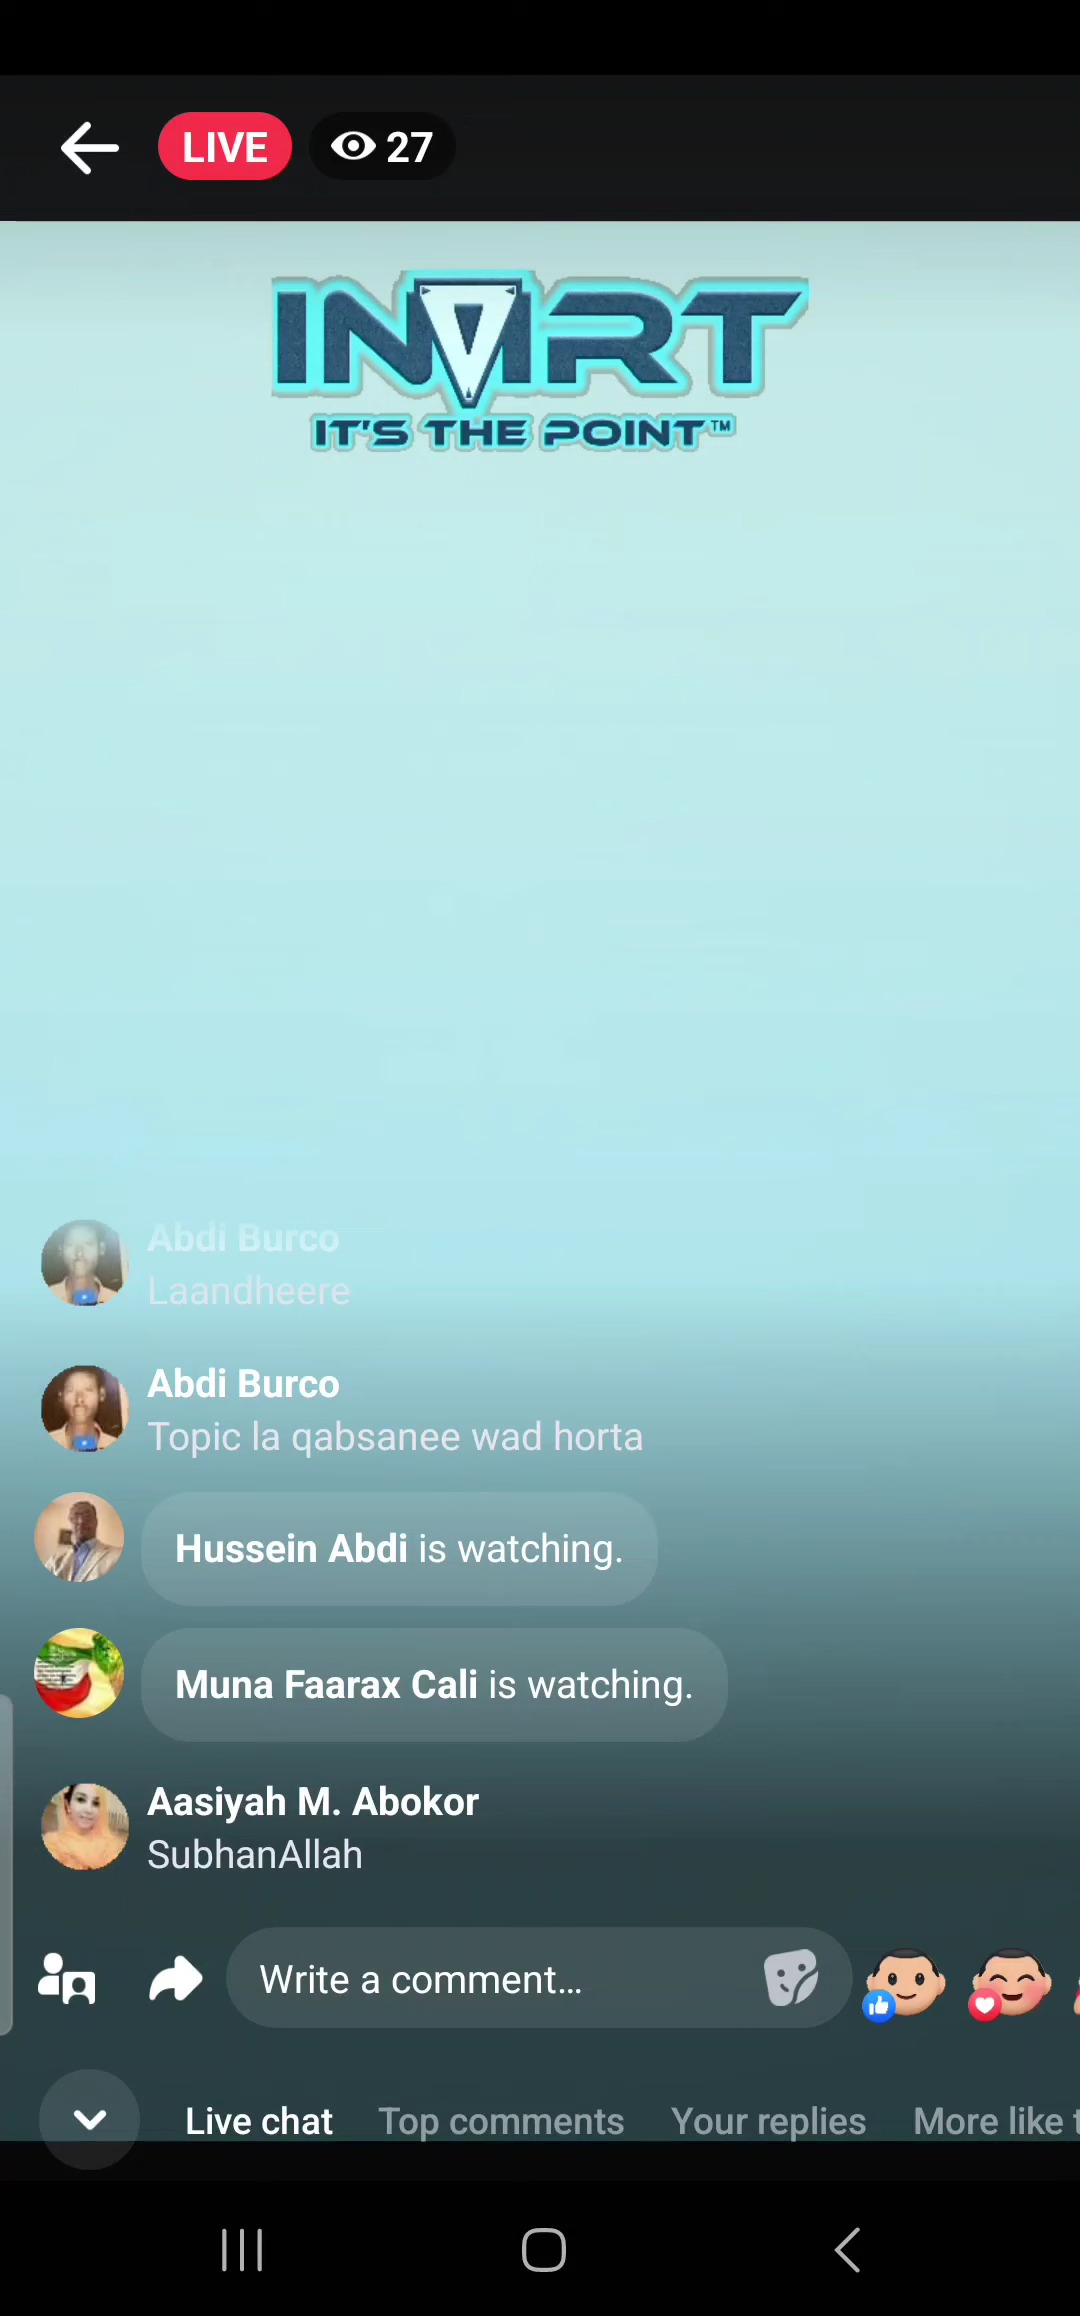 LIVE
27
INVRT
IT'S THE POINT™
Abdi Burco
Laandheere
Abdi Burco
Topic la qabsanee wad horta
Hussein Abdi is watching.
Muna Faarax Cali is watching.
Aasiyah M. Abokor
SubhanAllah
Write a comment...
Live chat Top comments Your replies More like t